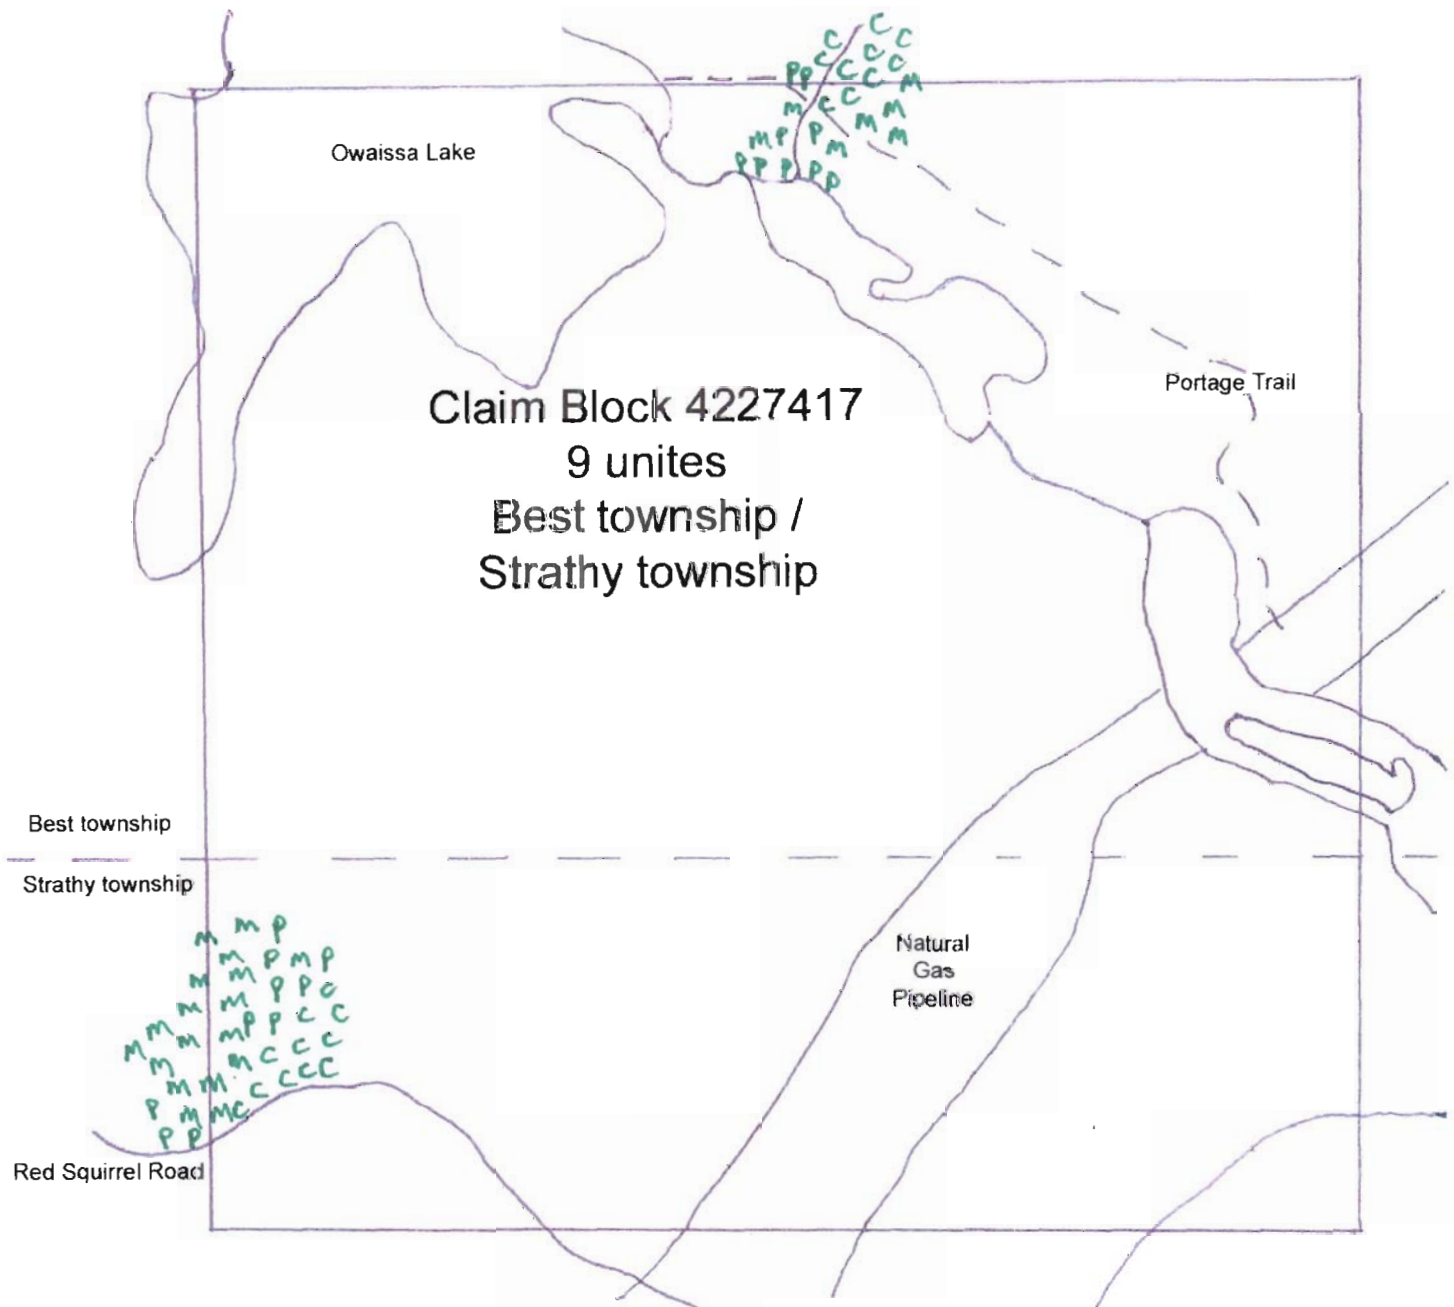 C
C C
C C C
P P C C C M
M C C M
M P P M M
P P P P P M
Owaissa Lake
Portage Trail
Claim Block 4227417
9 unites
Best township /
Strathy township
Best township
Strathy township
M M P
M P M P
M M P P C
M M P P C C
M M M M C C C
M M M C C C C
P M M C
P P
Natural
Gas
Pipeline
Red Squirrel Road